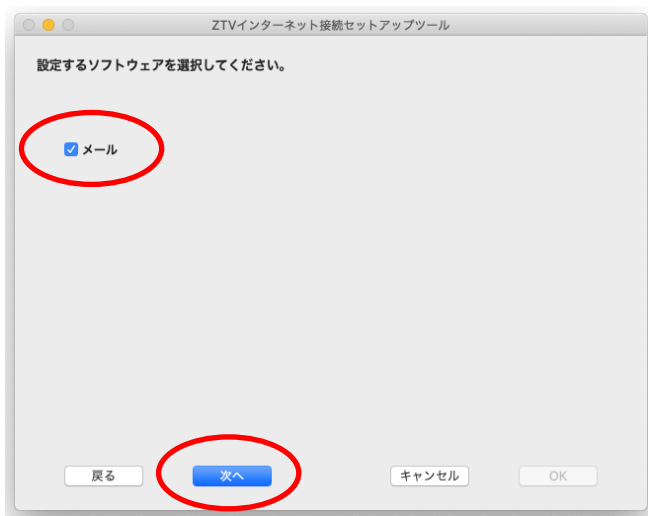 ZTVインターネット接続セットアップツール
設定するソフトウェアを選択してください。
メール
戻る 次へ キャンセル OK